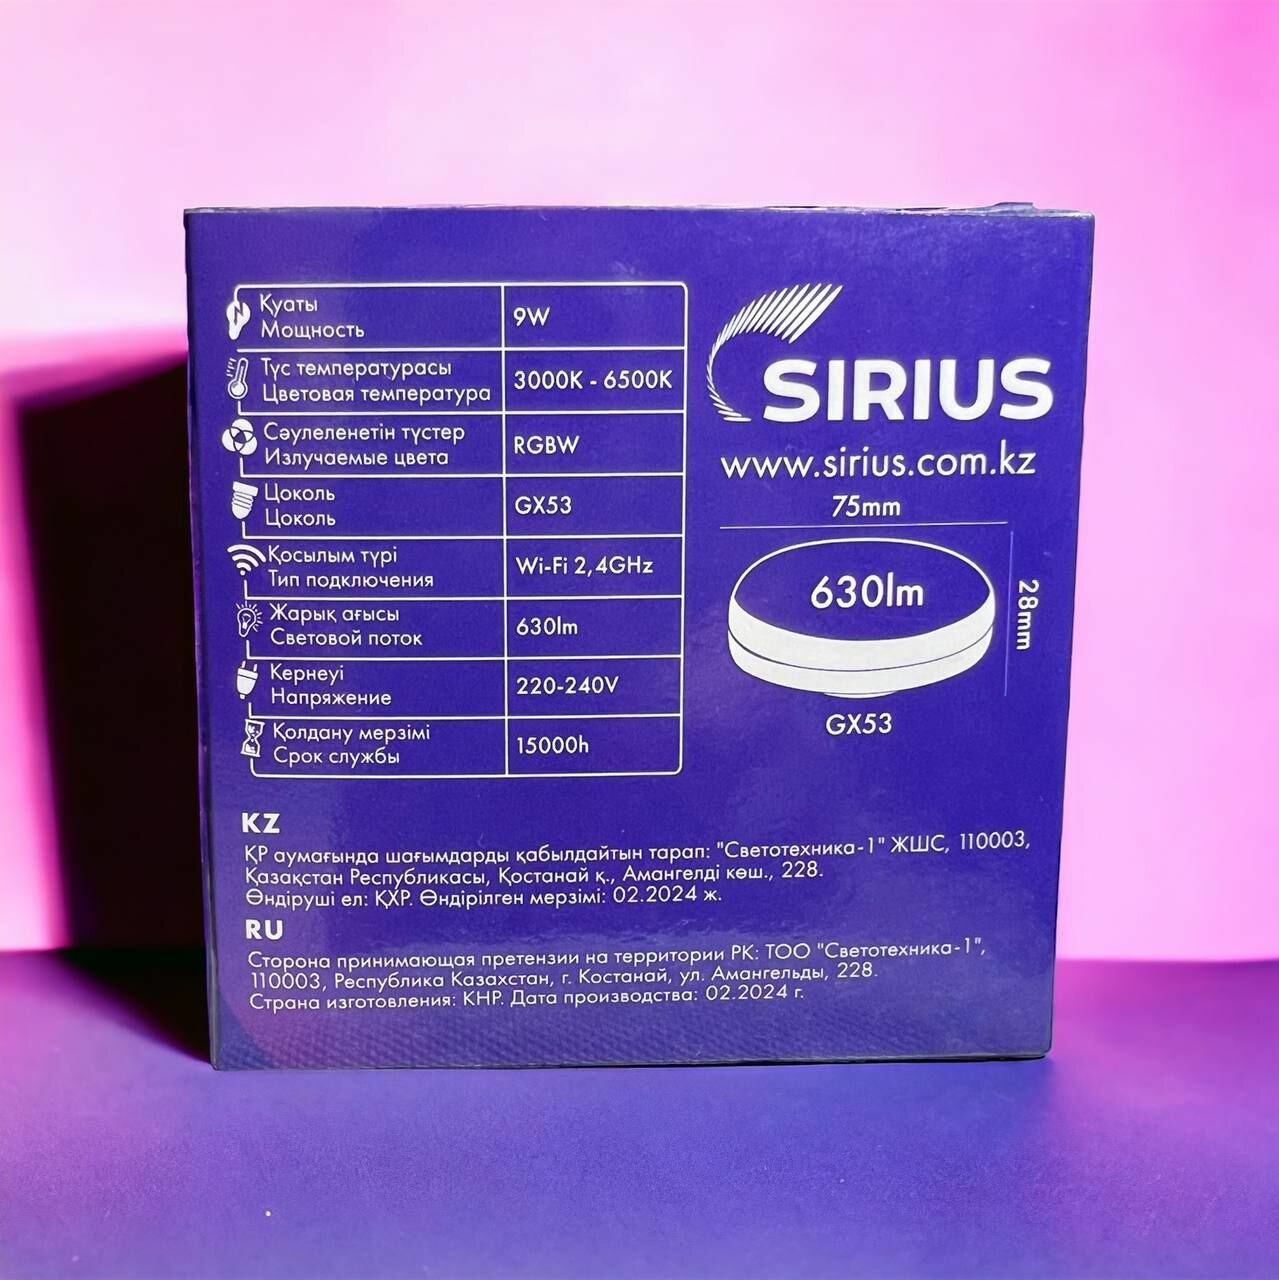 Қуаты
Мощность
9W
Түс температурасы
Цветовая температура
3000K - 6500K
Сәулеленетін түстер
Излучаемые цвета
RGBW
Цоколь
Цоколь
GX53
Қосылым түрі
Тип подключения
Wi-Fi 2,4GHz
Жарық ағысы
Световой поток
630lm
Кернеуі
Напряжение
220-240V
Қолдану мерзімі
Срок службы
15000h
SIRIUS
www.sirius.com.kz
75mm
630lm
28mm
GX53
KZ
ҚР аумағында шағымдарды қабылдайтын тарап: "Светотехника-1" ЖШС, 110003,
Қазақстан Республикасы, Қостанай қ., Амангелді көш., 228.
Өндіруші ел: ҚХР. Өндірілген мерзімі: 02.2024 ж.
RU
Сторона принимающая претензии на территории РК: ТОО "Светотехника-1",
110003, Республика Казахстан, г. Костанай, ул. Амангельды, 228.
Страна изготовления: КНР. Дата производства: 02.2024 г.